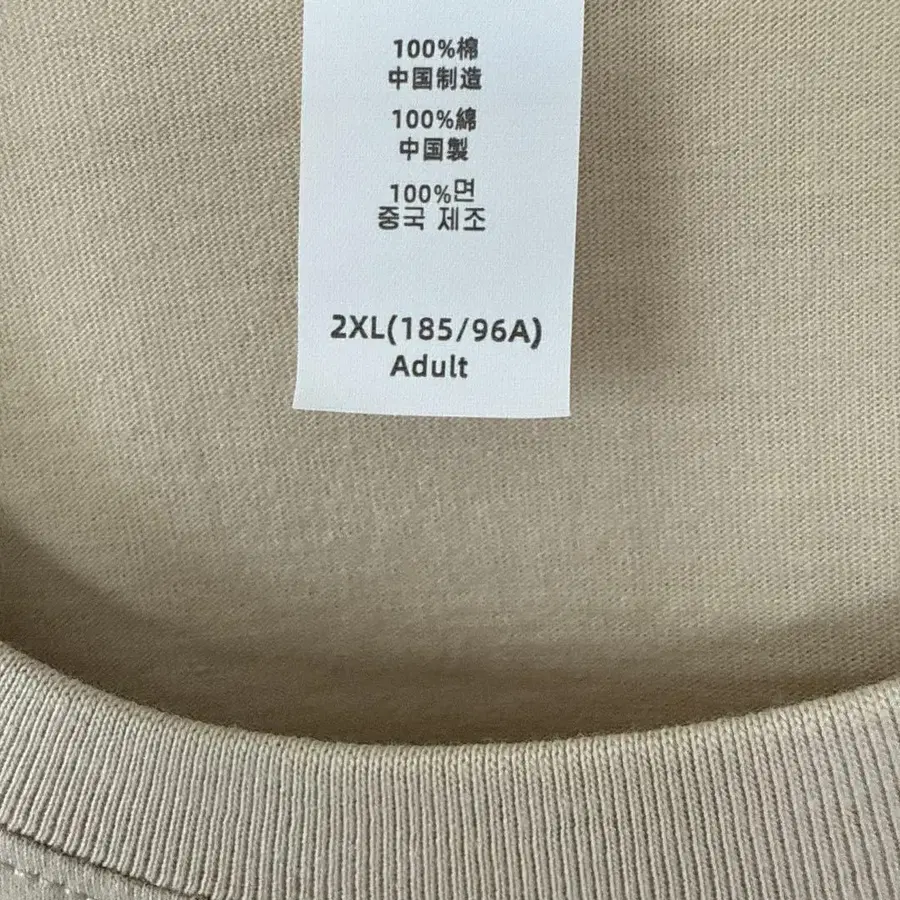 100%棉
中国制造
100%綿
中国製
100%면
중국 제조
2XL(185/96A)
Adult